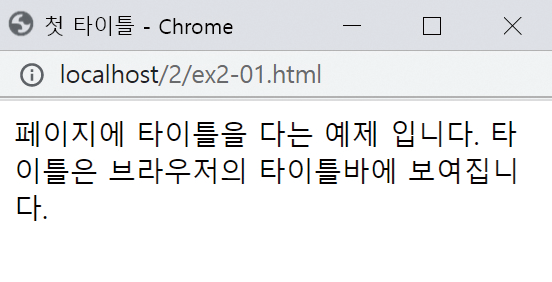 첫 타이틀 - Chrome
localhost/2/ex2-01.html
페이지에 타이틀을 다는 예제 입니다. 타
이틀은 브라우저의 타이틀바에 보여집니
다.